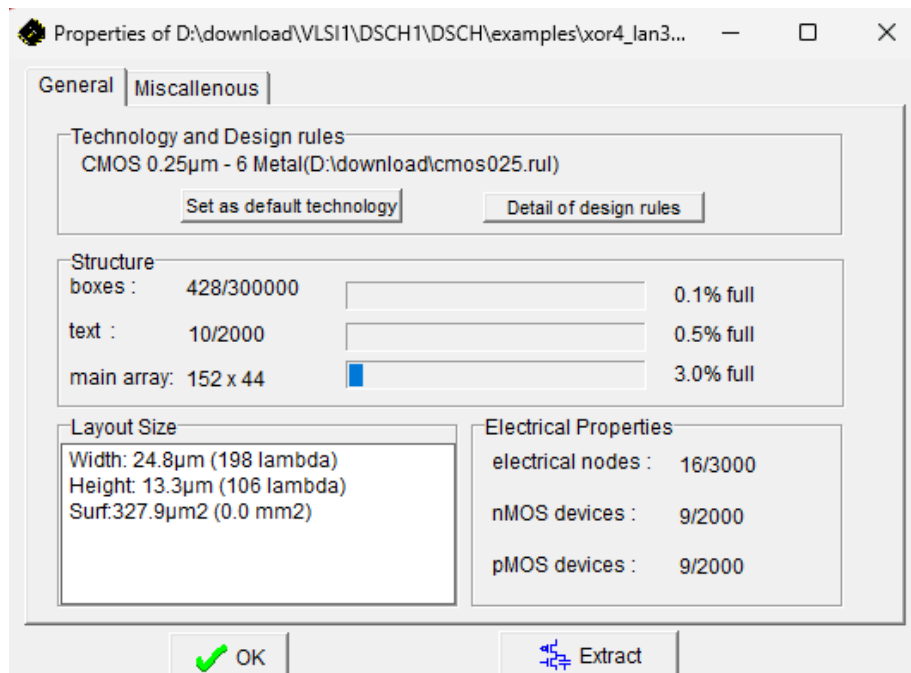 Properties of D:\download\VLSI1\DSCH1\DSCH\examples\xor4_lan3...
General
Miscallenous
Technology and Design rules
CMOS 0.25µm - 6 Metal(D:\download\cmos025.rul)
Set as default technology
Detail of design rules
Structure
boxes : 428/300000 0.1% full
text : 10/2000 0.5% full
main array: 152 x 44 3.0% full
Layout Size
Width: 24.8µm (198 lambda)
Height: 13.3µm (106 lambda)
Surf:327.9µm2 (0.0 mm2)
Electrical Properties
electrical nodes : 16/3000
nMOS devices : 9/2000
pMOS devices : 9/2000
OK
Extract